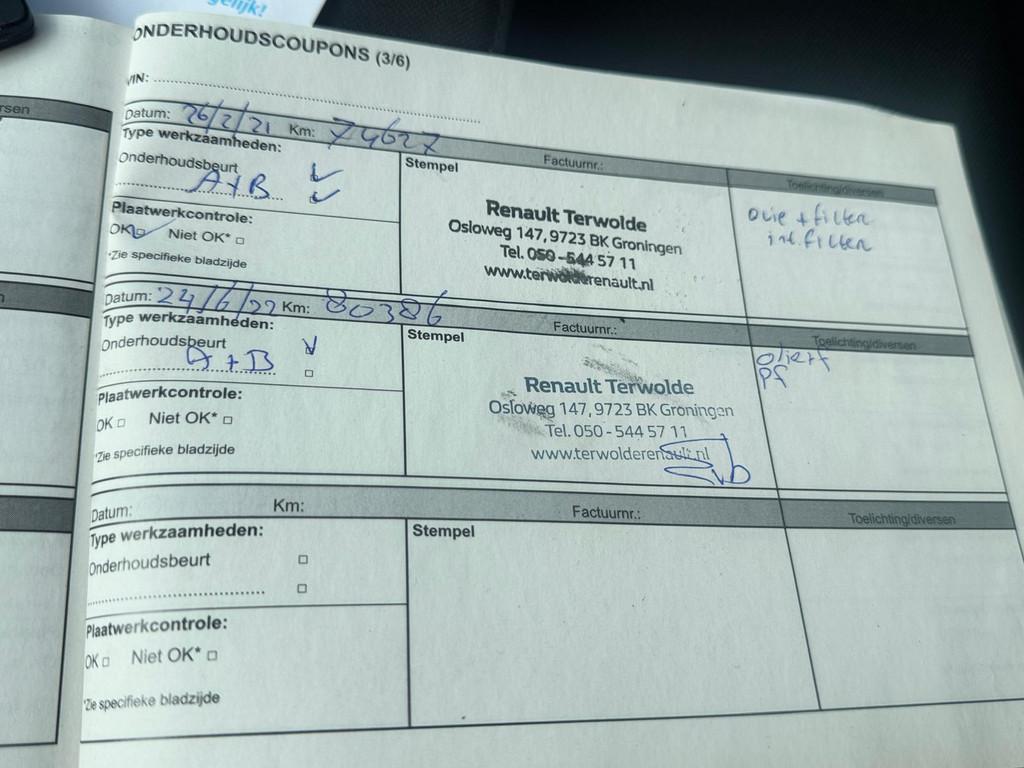 gelijk!
ONDERHOUDSCOUPONS (3/6)
VIN:
rsen
Datum: 26/2/21 Km: 74627 Factuurnr.: Toelichting/diversen
Type werkzaamheden:
Onderhoudsbeurt
A+B
Plaatwerkcontrole:
OK Niet OK*
*Zie specifieke bladzijde
Stempel
Renault Terwolde
Osloweg 147, 9723 BK Groningen
Tel. 050-544 57 11
www.terwolderenault.nl
olie + filter
int. filter
Datum: 24/6/22 Km: 80386 Factuurnr.: Toelichting/diversen
Type werkzaamheden:
Onderhoudsbeurt
A+B
Plaatwerkcontrole:
OK Niet OK*
*Zie specifieke bladzijde
Stempel
Renault Terwolde
Osloweg 147, 9723 BK Groningen
Tel. 050-544 57 11
www.terwolderenault.nl
pf
Datum: Km: Factuurnr.: Toelichting/diversen
Type werkzaamheden:
Onderhoudsbeurt
Plaatwerkcontrole:
OK Niet OK*
*Zie specifieke bladzijde
Stempel